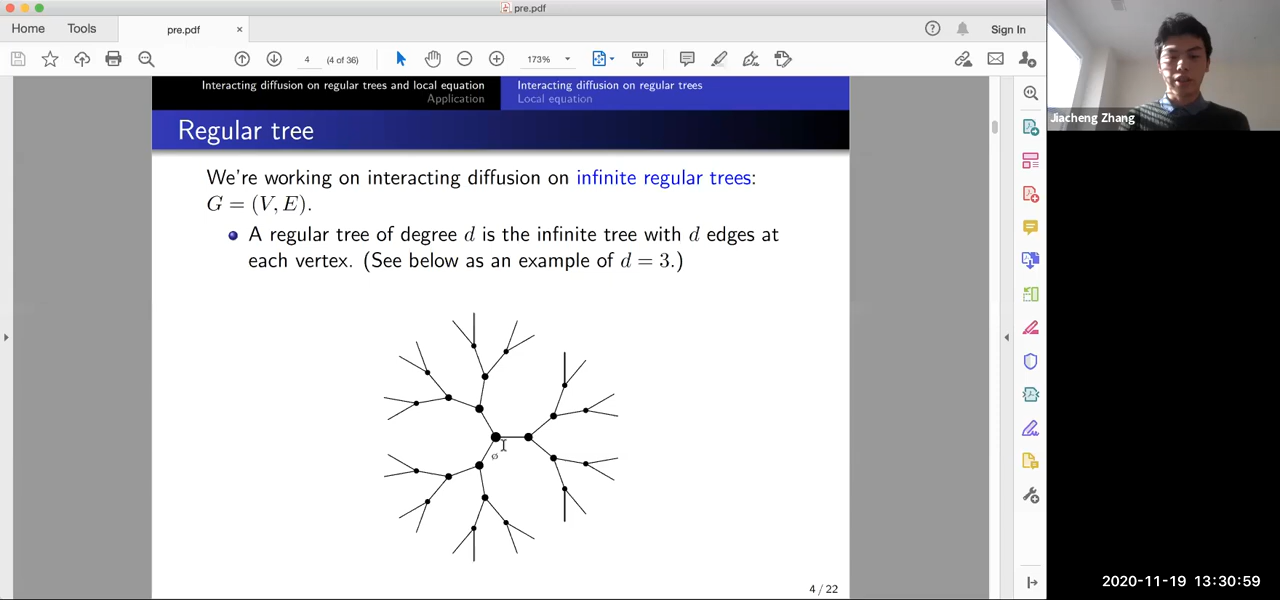 pre.pdf
Home Tools pre.pdf × Sign In
4 (4 of 36) 173%
Interacting diffusion on regular trees and local equation Interacting diffusion on regular trees
Application Local equation
Regular tree
We're working on interacting diffusion on infinite regular trees:
G = (V, E).
A regular tree of degree d is the infinite tree with d edges at
each vertex. (See below as an example of d = 3.)
ø
4 / 22
Jiacheng Zhang
2020-11-19 13:30:59